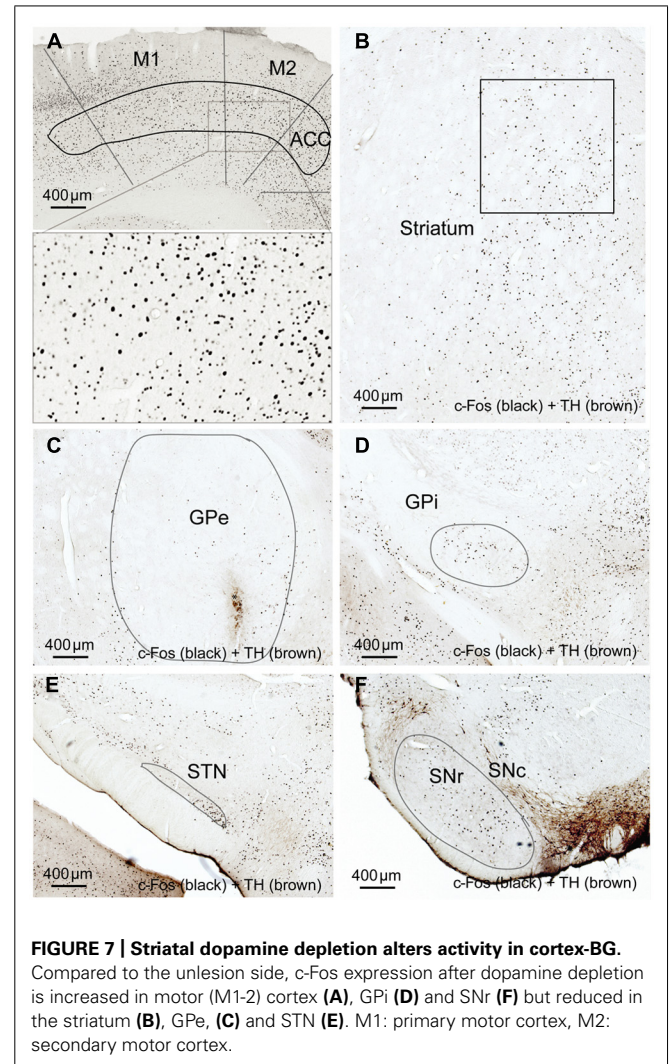 A
M1
M2
ACC
400µm
B
Striatum
400µm
c-Fos (black) + TH (brown)
C
GPe
400µm
c-Fos (black) + TH (brown)
D
GPi
400µm
c-Fos (black) + TH (brown)
E
STN
400µm
c-Fos (black) + TH (brown)
F
SNr
SNc
400µm
c-Fos (black) + TH (brown)
FIGURE 7 | Striatal dopamine depletion alters activity in cortex-BG.
Compared to the unlesion side, c-Fos expression after dopamine depletion
is increased in motor (M1-2) cortex (A), GPi (D) and SNr (F) but reduced in
the striatum (B), GPe, (C) and STN (E). M1: primary motor cortex, M2:
secondary motor cortex.